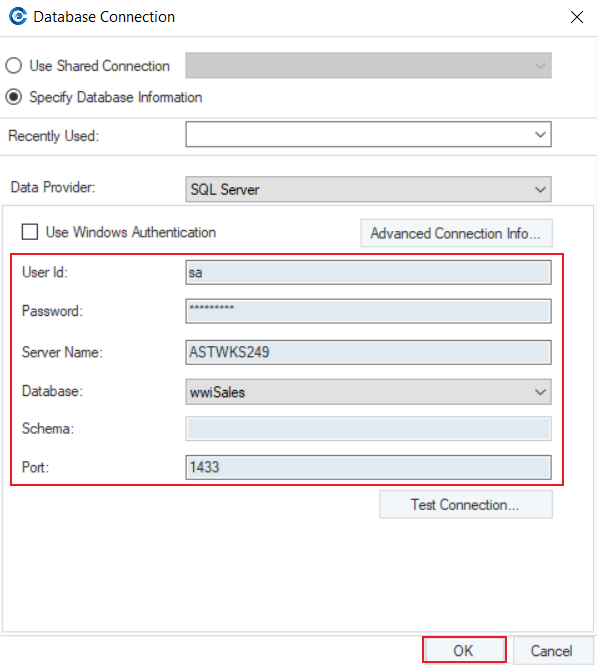 Database Connection
Use Shared Connection
Specify Database Information
Recently Used:
Data Provider: SQL Server
Use Windows Authentication Advanced Connection Info...
User Id: sa
Password: *********
Server Name: ASTWKS249
Database: wwiSales
Schema:
Port: 1433
Test Connection...
OK Cancel